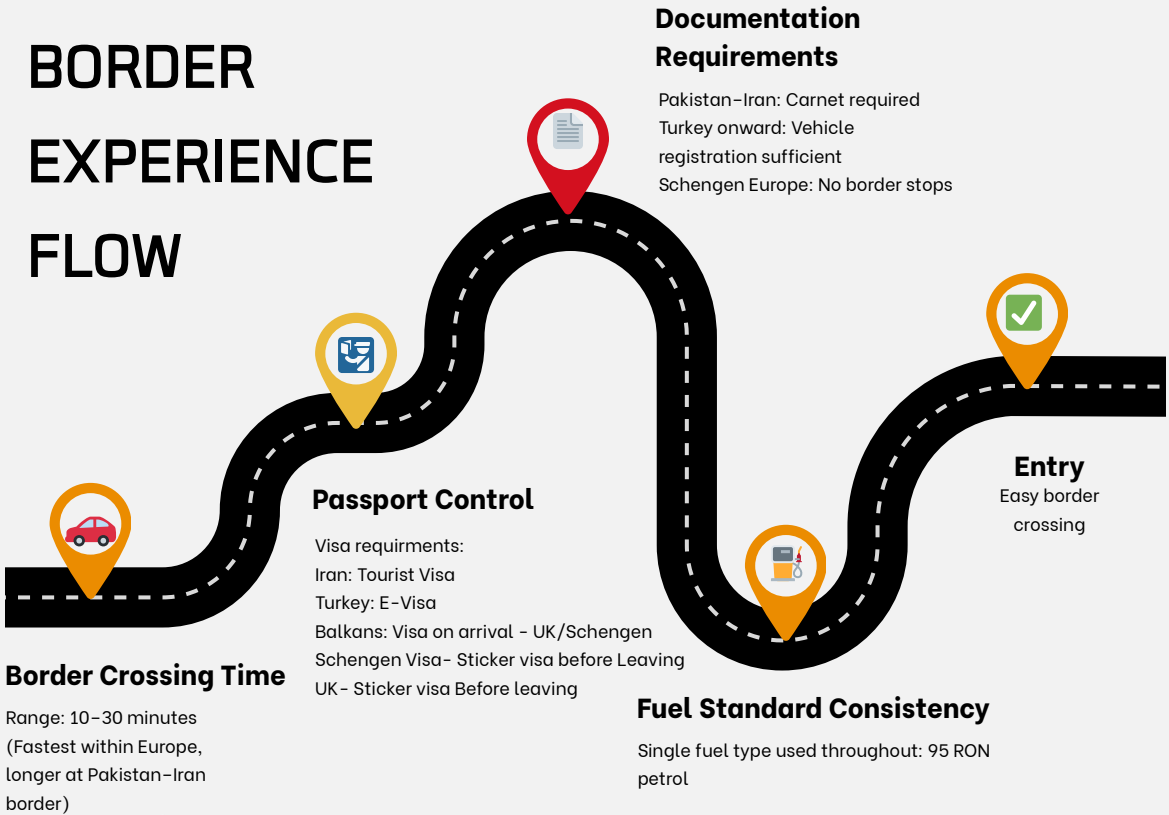 BORDER
EXPERIENCE
FLOW
Documentation
Requirements
Pakistan–Iran: Carnet required
Turkey onward: Vehicle
registration sufficient
Schengen Europe: No border stops
Entry
Easy border
crossing
Passport Control
Visa requirments:
Iran: Tourist Visa
Turkey: E-Visa
Balkans: Visa on arrival - UK/Schengen
Schengen Visa- Sticker visa before Leaving
UK- Sticker visa Before leaving
Border Crossing Time
Range: 10–30 minutes
(Fastest within Europe,
longer at Pakistan–Iran
border)
Fuel Standard Consistency
Single fuel type used throughout: 95 RON
petrol